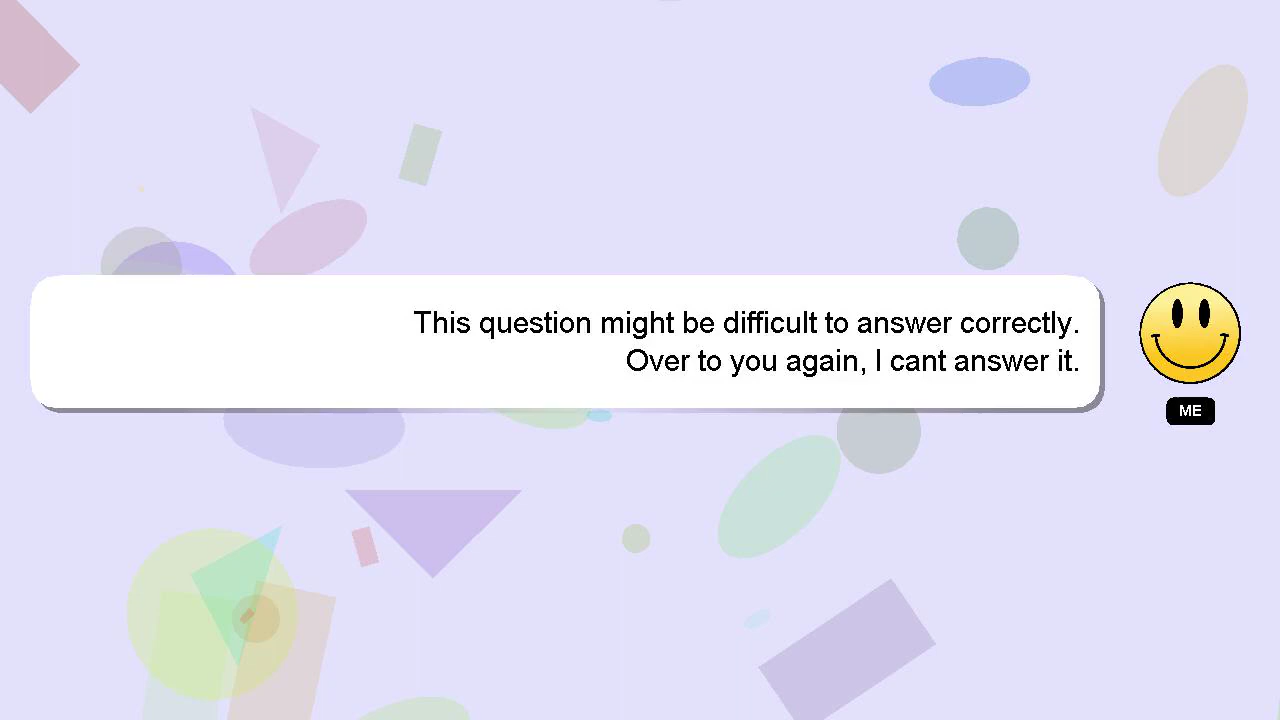 This question might be difficult to answer correctly.
Over to you again, I cant answer it.
ME